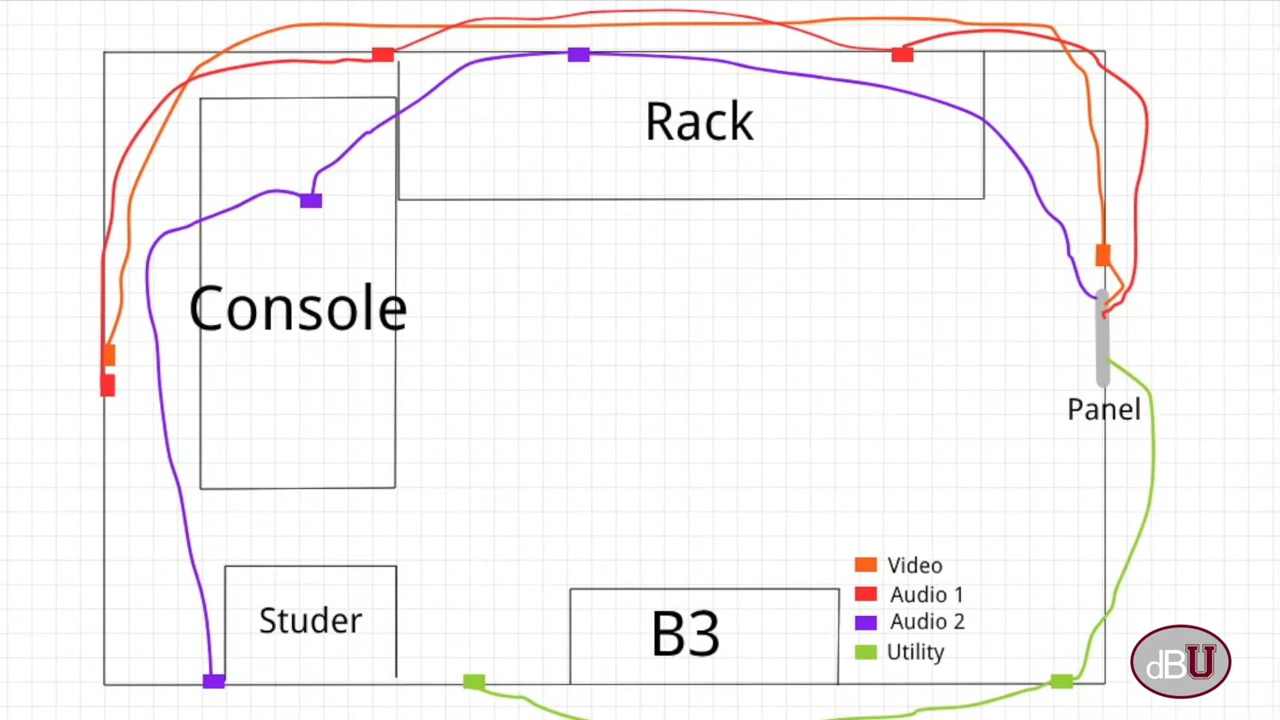 Rack
Console
Panel
Video
Audio 1
Audio 2
Utility
Studer
B3
dBU